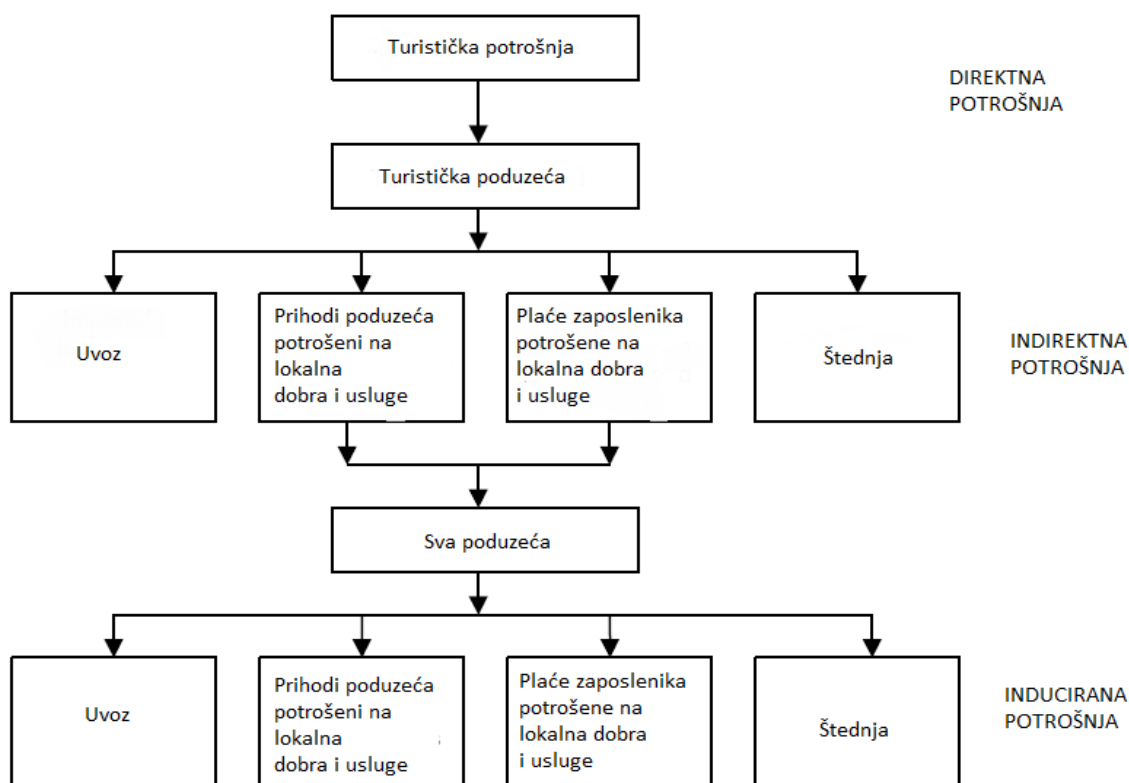 Turistička potrošnja
DIREKTNA
POTROŠNJA
Turistička poduzeća
Uvoz
Prihodi poduzeća
potrošeni na
lokalna
dobra i usluge
Plaće zaposlenika
potrošene na
lokalna dobra
i usluge
Štednja
INDIREKTNA
POTROŠNJA
Sva poduzeća
Uvoz
Prihodi poduzeća
potrošeni na
lokalna
dobra i usluge
Plaće zaposlenika
potrošene na
lokalna dobra
i usluge
Štednja
INDUCIRANA
POTROŠNJA